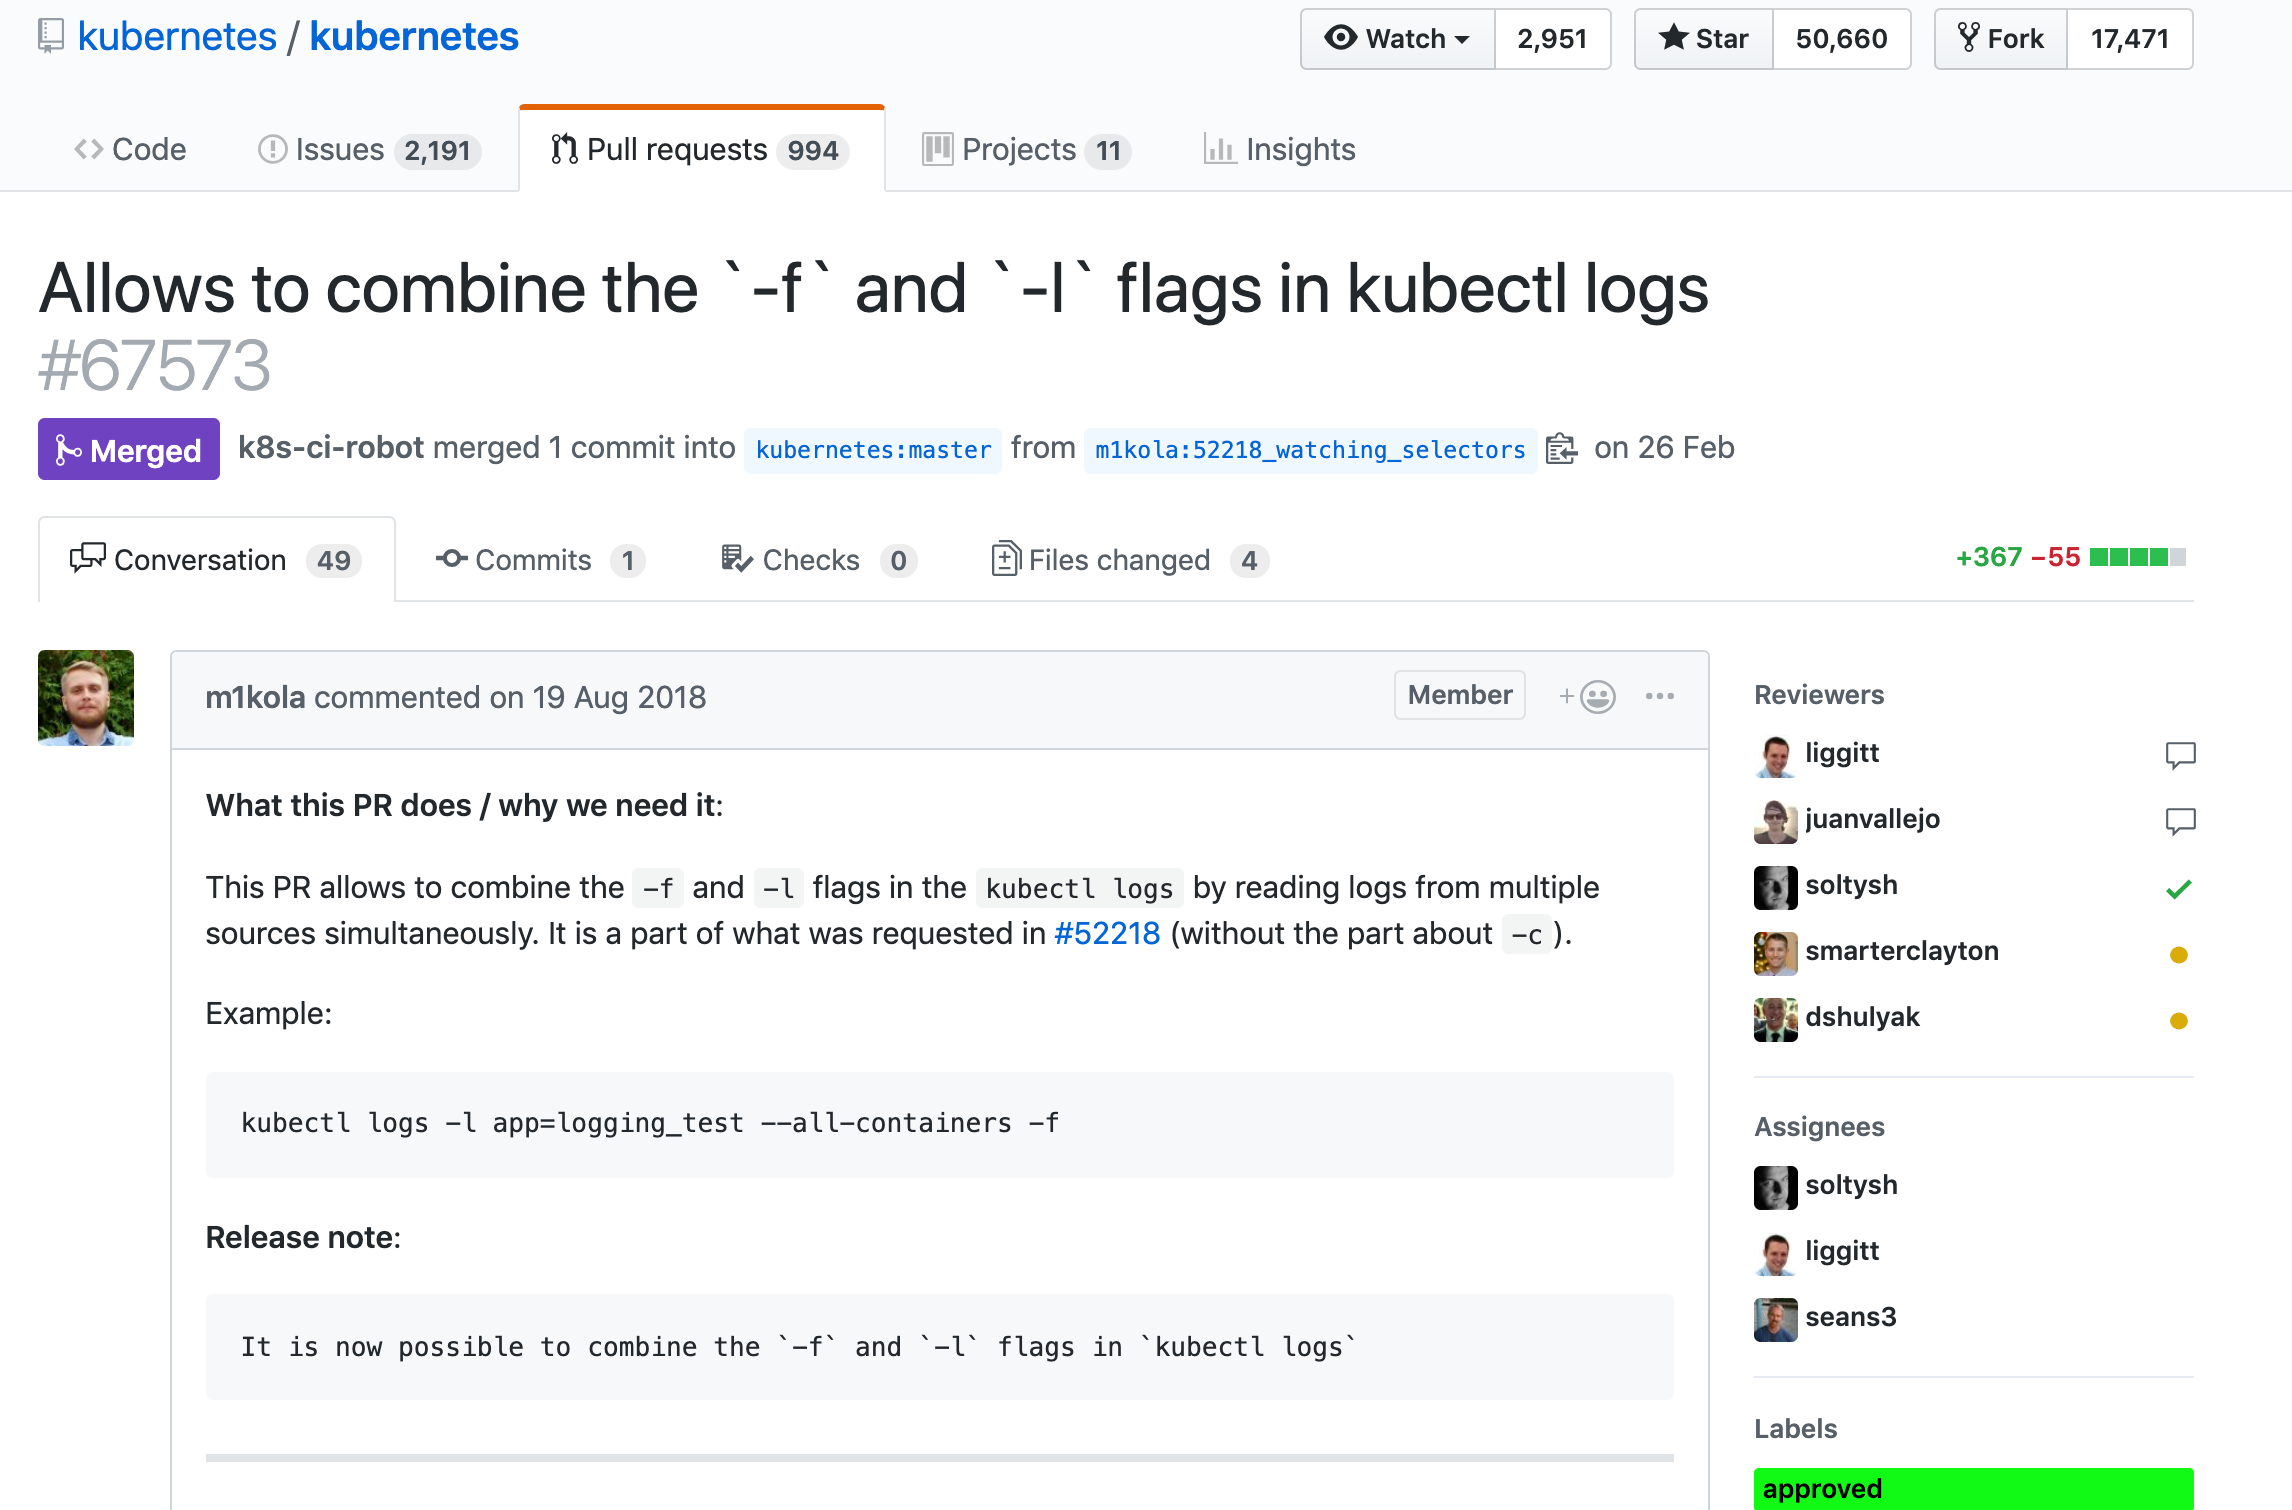 kubernetes / kubernetes
Watch 2,951 Star 50,660 Fork 17,471
Code Issues 2,191 Pull requests 994 Projects 11 Insights
Allows to combine the `-f` and `-l` flags in kubectl logs
#67573
Merged k8s-ci-robot merged 1 commit into kubernetes:master from m1kola:52218_watching_selectors on 26 Feb
Conversation 49 Commits 1 Checks 0 Files changed 4 +367 −55
m1kola commented on 19 Aug 2018 Member + ...
What this PR does / why we need it:
This PR allows to combine the -f and -l flags in the kubectl logs by reading logs from multiple
sources simultaneously. It is a part of what was requested in #52218 (without the part about -c ).
Example:
kubectl logs -l app=logging_test --all-containers -f
Release note:
It is now possible to combine the `-f` and `-l` flags in `kubectl logs`
Reviewers
liggitt
juanvallejo
soltysh
smarterclayton
dshulyak
Assignees
soltysh
liggitt
seans3
Labels
approved